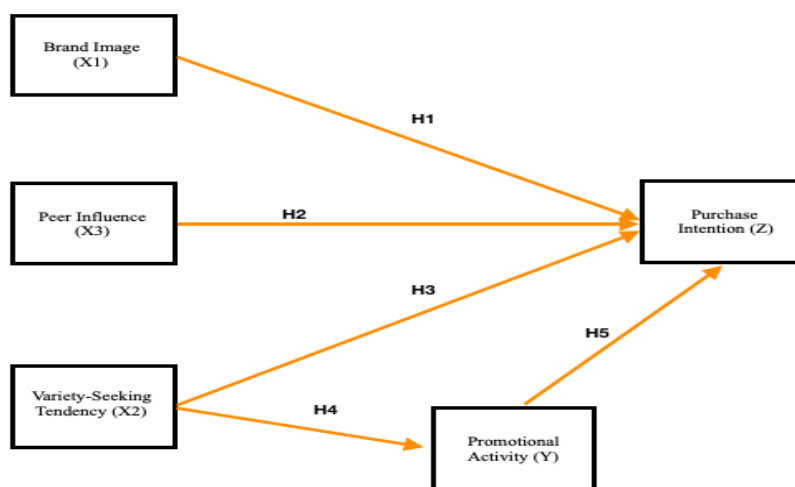 Brand Image
(X1)
H1
Peer Influence
(X3)
H2
Purchase
Intention (Z)
H3
Variety-Seeking
Tendency (X2)
H4
H5
Promotional
Activity (Y)